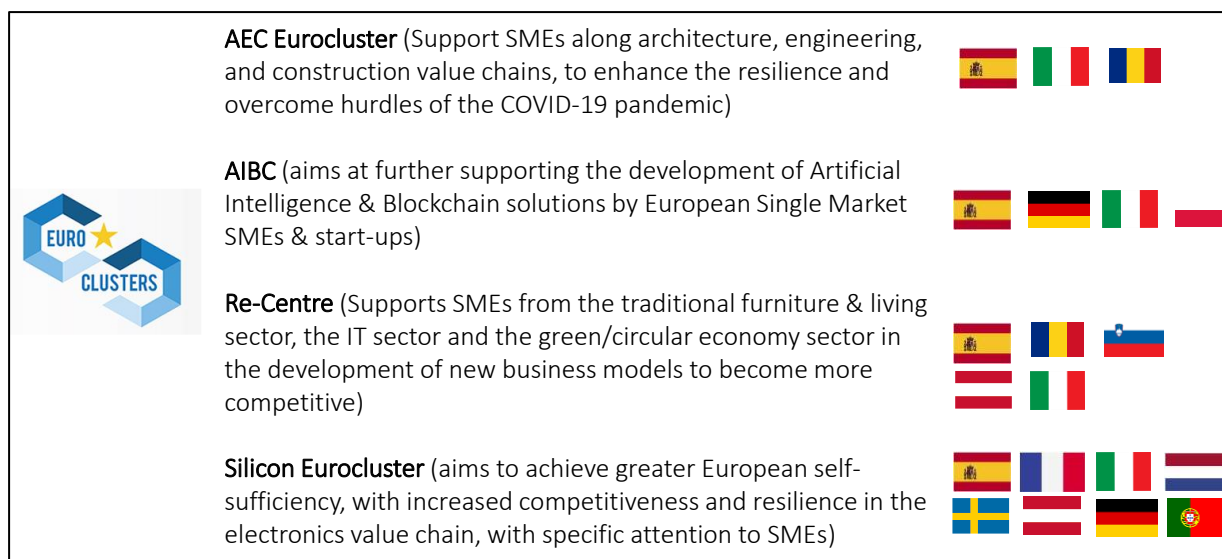 AEC Eurocluster (Support SMEs along architecture, engineering,
and construction value chains, to enhance the resilience and
overcome hurdles of the COVID-19 pandemic)
AIBC (aims at further supporting the development of Artificial
Intelligence & Blockchain solutions by European Single Market
SMEs & start-ups)
EURO
CLUSTERS
Re-Centre (Supports SMEs from the traditional furniture & living
sector, the IT sector and the green/circular economy sector in
the development of new business models to become more
competitive)
Silicon Eurocluster (aims to achieve greater European self-
sufficiency, with increased competitiveness and resilience in the
electronics value chain, with specific attention to SMEs)